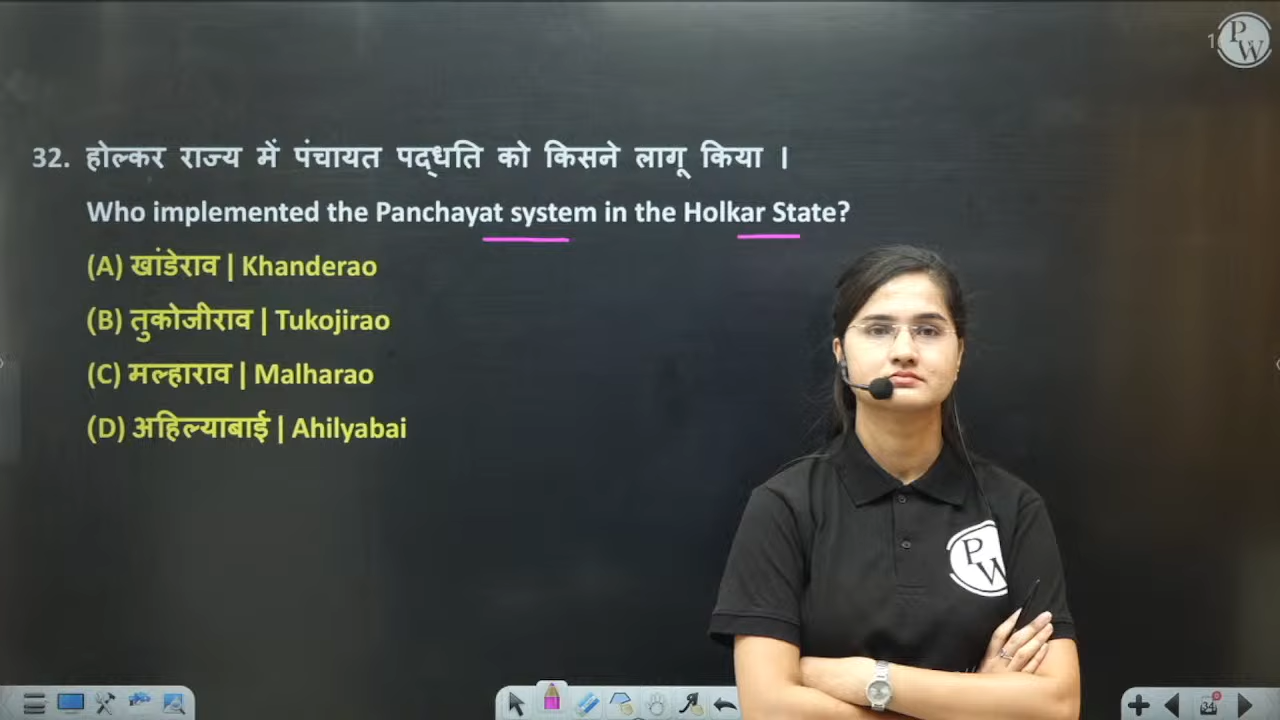 PW
32. होल्कर राज्य में पंचायत पद्धति को किसने लागू किया ।
Who implemented the Panchayat system in the Holkar State?
(A) खांडेराव | Khanderao
(B) तुकोजीराव | Tukojirao
(C) मल्हाराव | Malharao
(D) अहिल्याबाई | Ahilyabai
PW
34